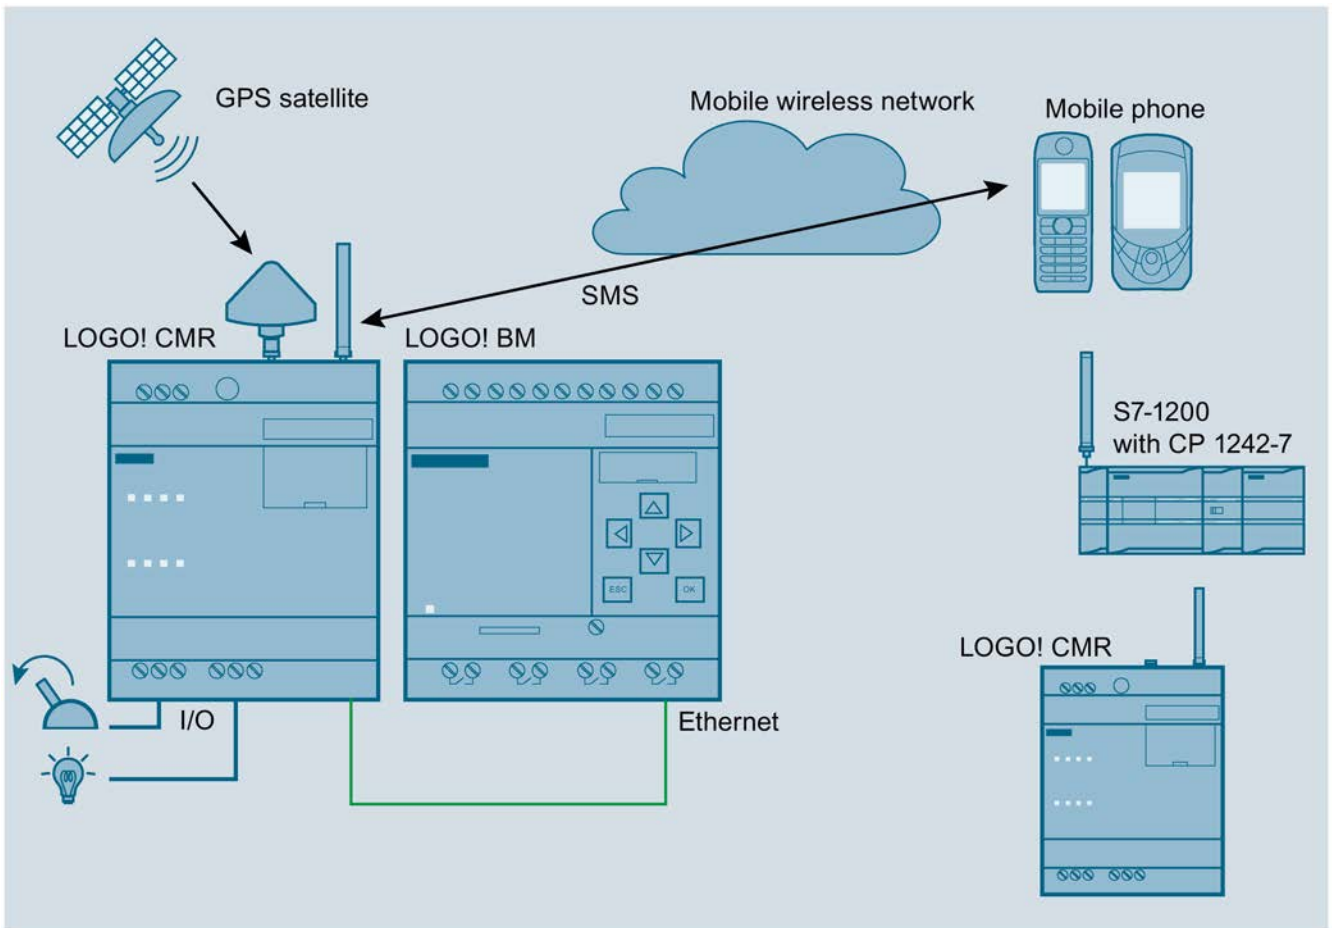 GPS satellite
Mobile wireless network
Mobile phone
SMS
LOGO! CMR
LOGO! BM
S7-1200
with CP 1242-7
ESC
OK
LOGO! CMR
I/O
Ethernet